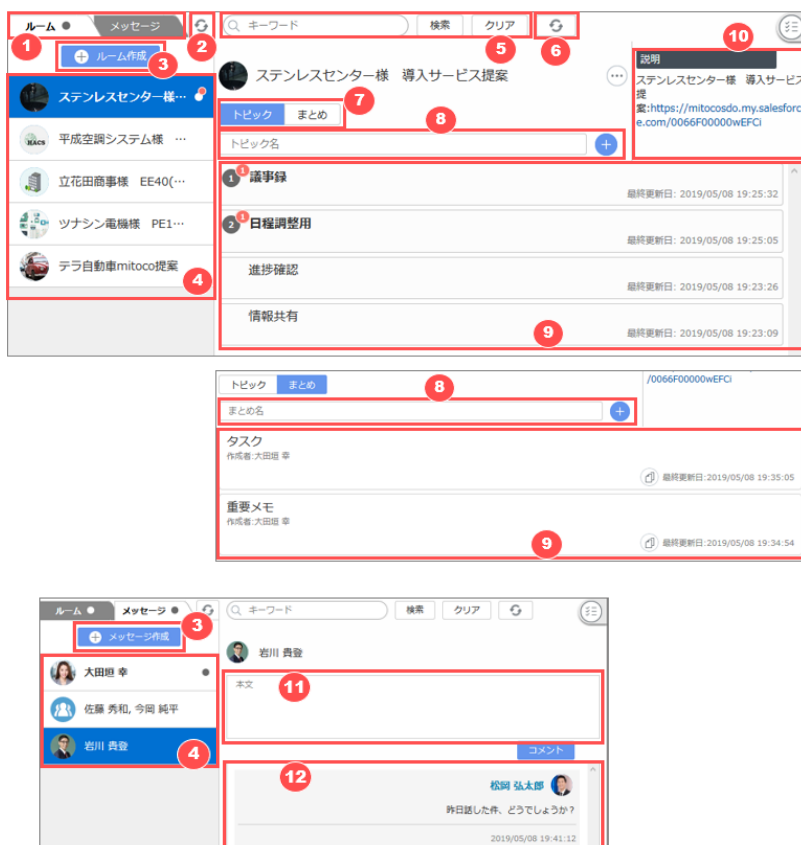 ルーム メッセージ
キーワード 検索 クリア
1 2 5 6 10
ルーム作成 3
説明
ステンレスセンター様… ステンレスセンター様 導入サービス提案 …
ステンレスセンター様 導入サービス
提
案:https://mitocosdo.my.salesforc
e.com/0066F00000wEFCi
7
トピック まとめ 8
平成空調システム様 …
トピック名
立花田商事様 EE40(…
1 1 議事録
最終更新日: 2019/05/08 19:25:32
ツナシン電機様 PE1…
2 1 日程調整用
最終更新日: 2019/05/08 19:25:05
テラ自動車mitoco提案
4
進捗確認
最終更新日: 2019/05/08 19:23:26
情報共有
9
最終更新日: 2019/05/08 19:23:09
トピック まとめ 8
/0066F00000wEFCi
まとめ名
タスク
作成者:大田垣 幸
最終更新日:2019/05/08 19:35:05
重要メモ
作成者:大田垣 幸
9
最終更新日:2019/05/08 19:34:54
ルーム メッセージ
キーワード 検索 クリア
メッセージ作成 3
岩川 貴登
大田垣 幸
本文 11
佐藤 秀和, 今岡 純平
岩川 貴登 4
コメント
12
松岡 弘太郎
昨日話した件、どうでしょうか?
2019/05/08 19:41:12